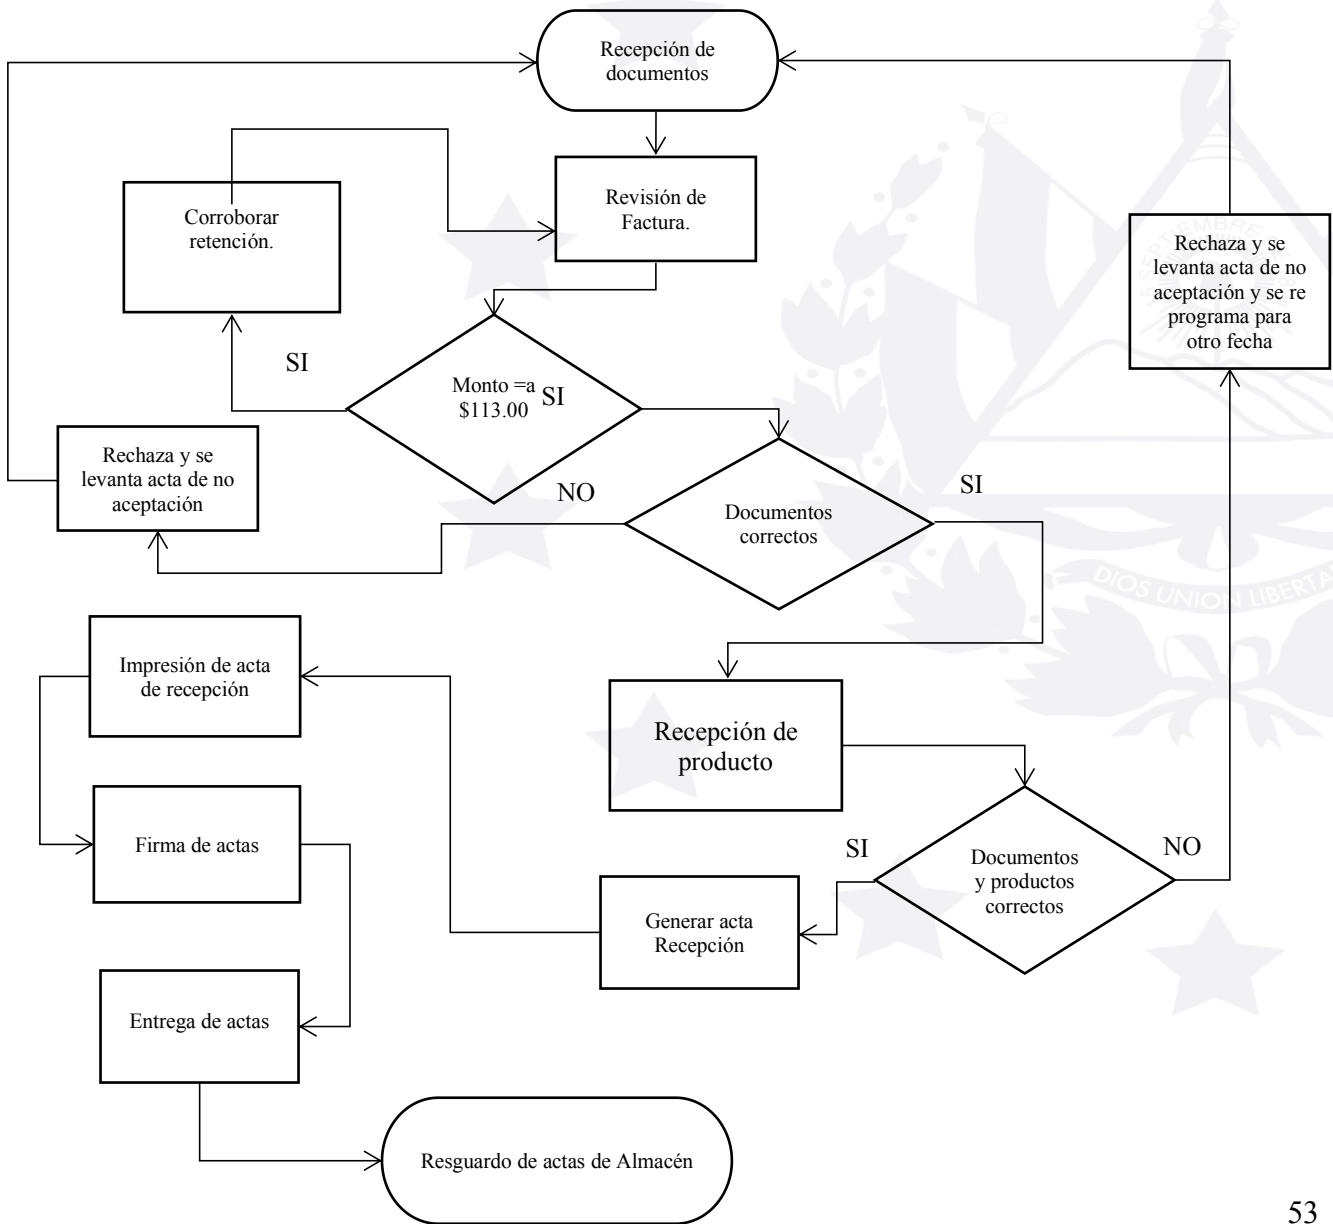 Recepción de
documentos
Revisión de
Factura.
Corroborar
retención.
Rechaza y se
levanta acta de no
aceptación y se re
programa para
otro fecha
SI
Monto =a
$113.00
SI
Rechaza y se
levanta acta de no
aceptación
NO
Documentos
correctos
SI
DIOS UNION LIBERTA
Impresión de acta
de recepción
Recepción de
producto
Firma de actas
SI
Documentos
y productos
correctos
NO
Generar acta
Recepción
Entrega de actas
Resguardo de actas de Almacén
53